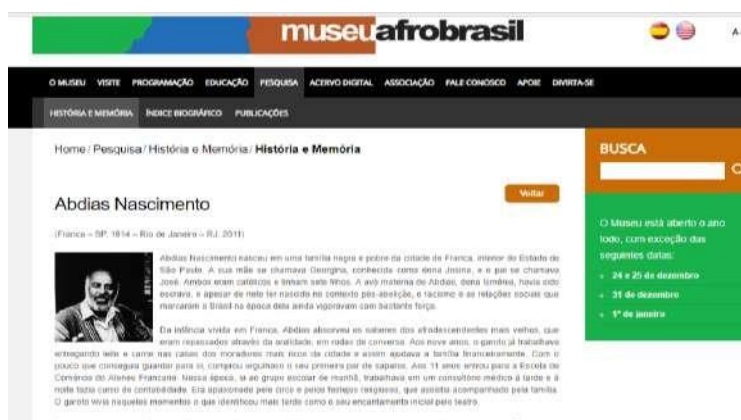 museuafrobrasil
A-
O MUSEU VISITE PROGRAMAÇÃO EDUCAÇÃO PESQUISA ACERVO DIGITAL ASSOCIAÇÃO FALE CONOSCO APOIE DIVIRTA-SE
HISTÓRIA E MEMÓRIA ÍNDICE BIOGRÁFICO PUBLICAÇÕES
Home / Pesquisa / História e Memória / História e Memória
Voltar
Abdias Nascimento
(Franca – SP, 1914 – Rio de Janeiro – RJ, 2011)
Abdias Nascimento nasceu em uma família negra e pobre da cidade de Franca, interior do Estado de
São Paulo. A sua mãe se chamava Georgina, conhecida como dona Josina, e o pai se chamava
José. Ambos eram católicos e tinham sete filhos. A avó materna de Abdias, dona Ismênia, havia sido
escrava, e apesar de neto ter nascido no contexto pós-abolição, o racismo e as relações sociais que
marcaram o Brasil na época dela ainda vigoravam com bastante força.
Da infância vivida em Franca, Abdias absorveu os saberes dos afrodescendentes mais velhos, que
eram repassados através da oralidade, em rodas de conversa. Aos nove anos, o garoto já trabalhava
entregando leite e carne nas casas dos moradores mais ricos da cidade e assim ajudava a família financeiramente. Com o
pouco que conseguia guardar para si, comprou orgulhoso o seu primeiro par de sapatos. Aos 11 anos entrou para a Escola de
Comércio do Ateneu Francano. Nessa época, ia ao grupo escolar de manhã, trabalhava em um consultório médico à tarde e à
noite fazia curso de contabilidade. Era apaixonado pelo circo e pelos festejos religiosos, que assistia acompanhado pela família.
O garoto vivia naqueles momentos o que identificou mais tarde como o seu encantamento inicial pelo teatro.
BUSCA
O Museu está aberto o ano
todo, com exceção das
seguintes datas:
24 e 25 de dezembro
31 de dezembro
1º de janeiro